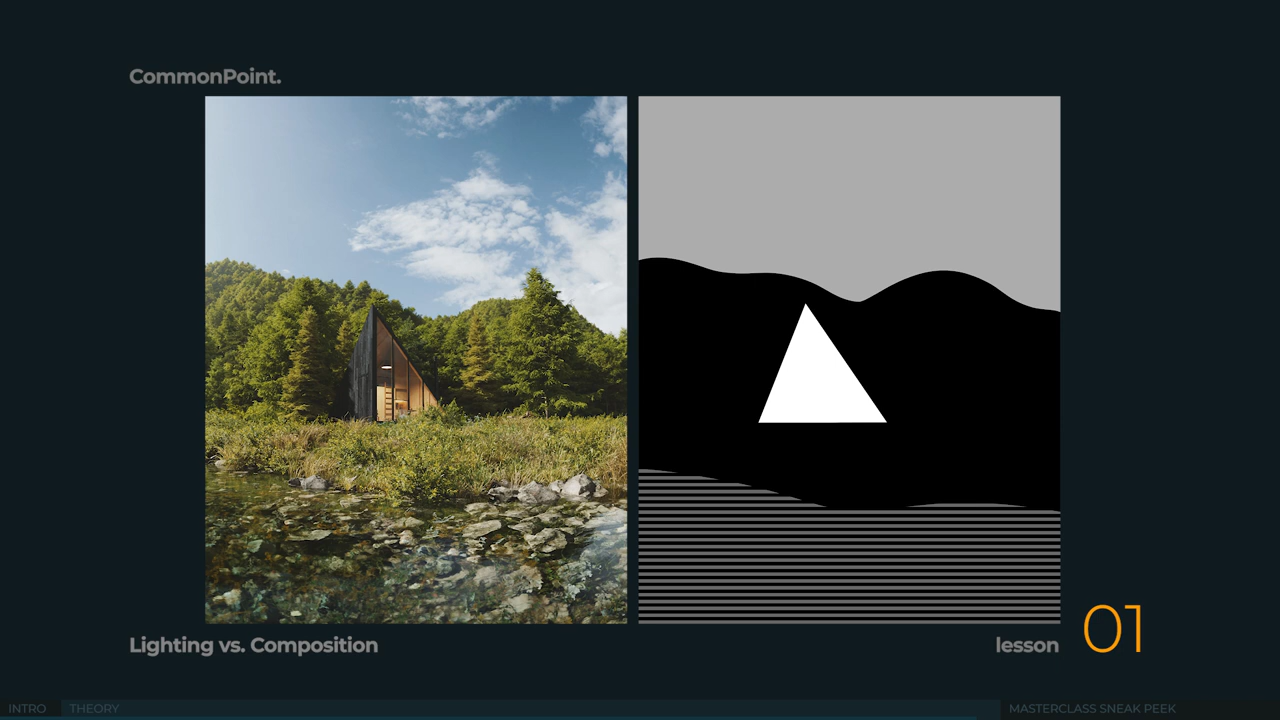 CommonPoint.
Lighting vs. Composition
lesson 01
INTRO
THEORY
MASTERCLASS SNEAK PEEK